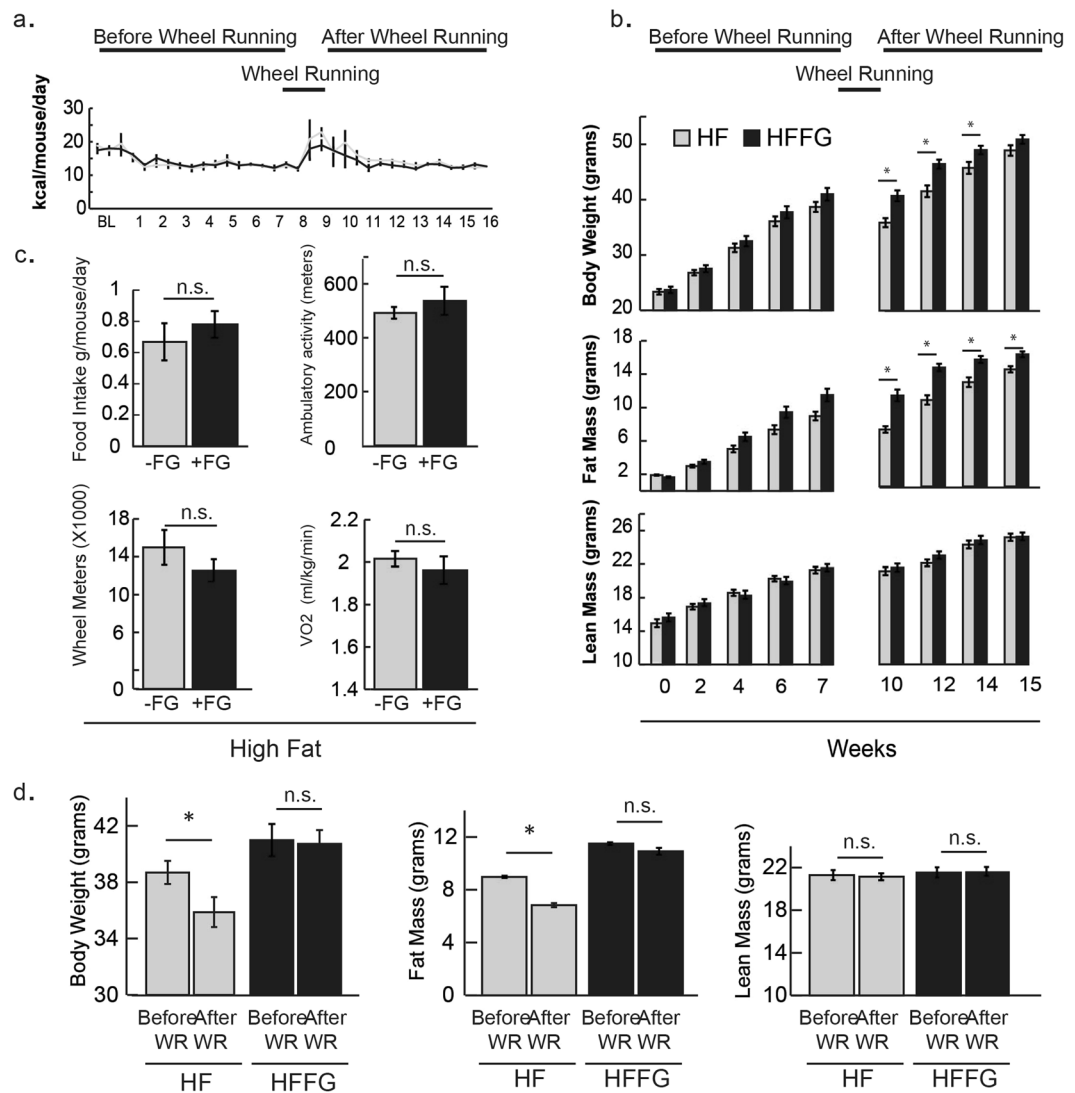 a.
Before Wheel Running
After Wheel Running
Wheel Running
kcal/mouse/day
30
20
10
0
BL 1 2 3 4 5 6 7 8 9 10 11 12 13 14 15 16
b.
Before Wheel Running
After Wheel Running
Wheel Running
HF
HFFG
Body Weight (grams)
50
40
30
20
* * *
Fat Mass (grams)
18
14
10
6
2
* * * *
Lean Mass (grams)
26
22
18
14
10
0 2 4 6 7 10 12 14 15
Weeks
c.
Food Intake g/mouse/day
1
0.8
0.6
0.4
0.2
0
n.s.
-FG +FG
Ambulatory activity (meters)
600
400
200
0
n.s.
-FG +FG
Wheel Meters (X1000)
18
14
10
6
0
n.s.
-FG +FG
VO2 (ml/kg/min)
2.2
2
1.8
1.6
1.4
n.s.
-FG +FG
High Fat
d.
Body Weight (grams)
42
38
34
30
*
n.s.
Before After Before After
WR WR WR WR
HF HFFG
Fat Mass (grams)
12
8
4
0
*
n.s.
Before After Before After
WR WR WR WR
HF HFFG
Lean Mass (grams)
22
18
14
10
n.s.
n.s.
Before After Before After
WR WR WR WR
HF HFFG